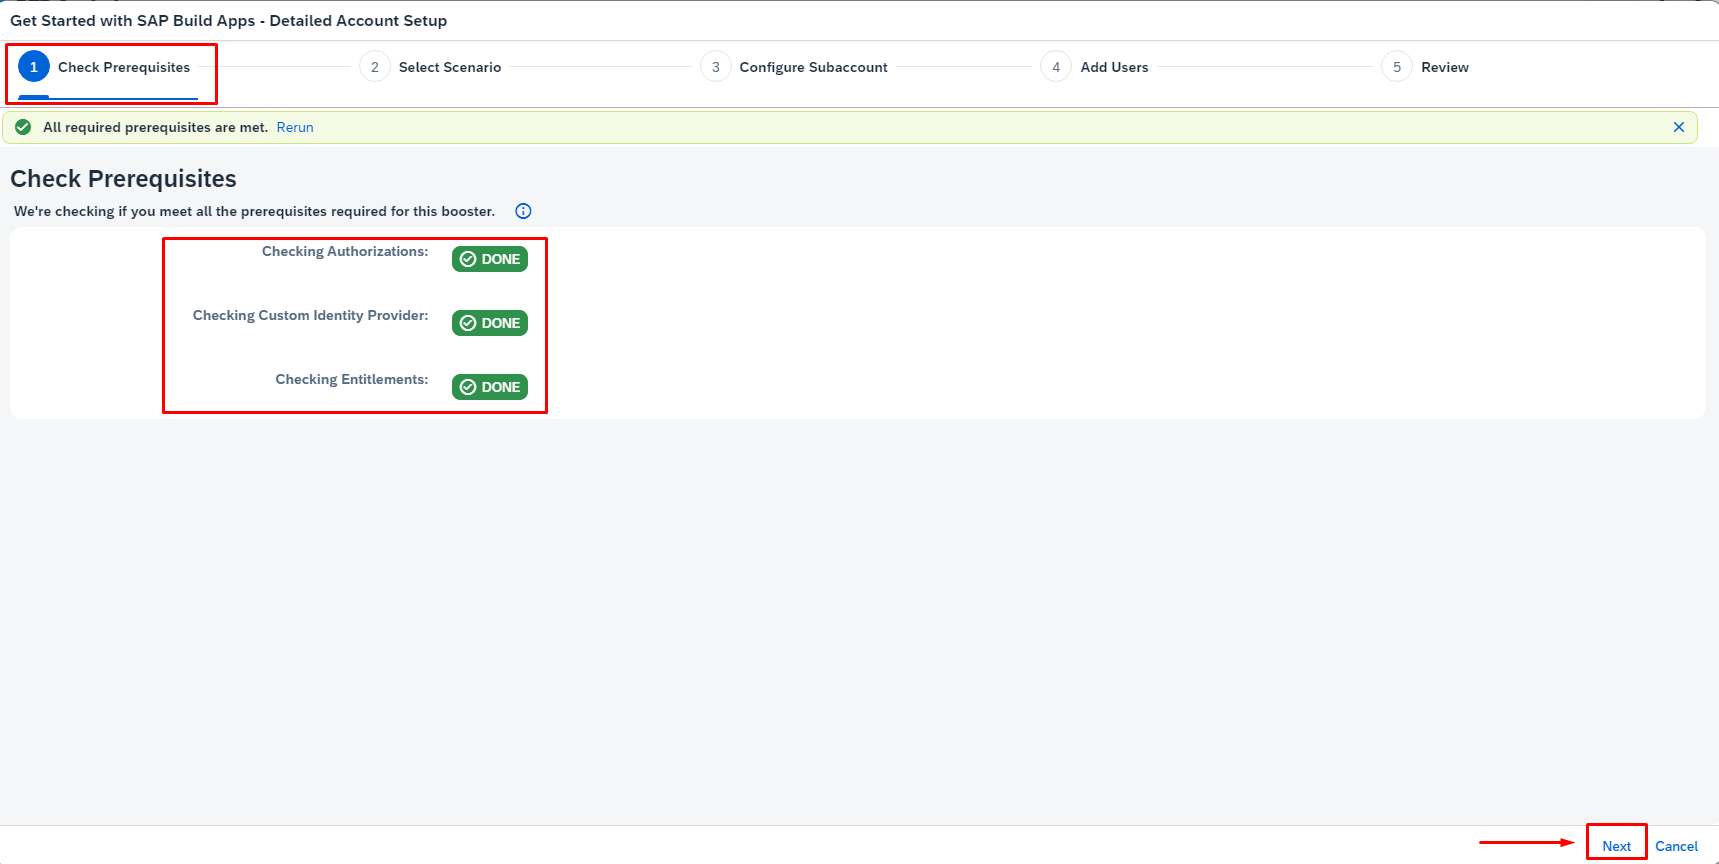 Get Started with SAP Build Apps - Detailed Account Setup
1 Check Prerequisites 2 Select Scenario 3 Configure Subaccount 4 Add Users 5 Review
All required prerequisites are met. Rerun
Check Prerequisites
We're checking if you meet all the prerequisites required for this booster.
Checking Authorizations: DONE
Checking Custom Identity Provider: DONE
Checking Entitlements: DONE
Next Cancel